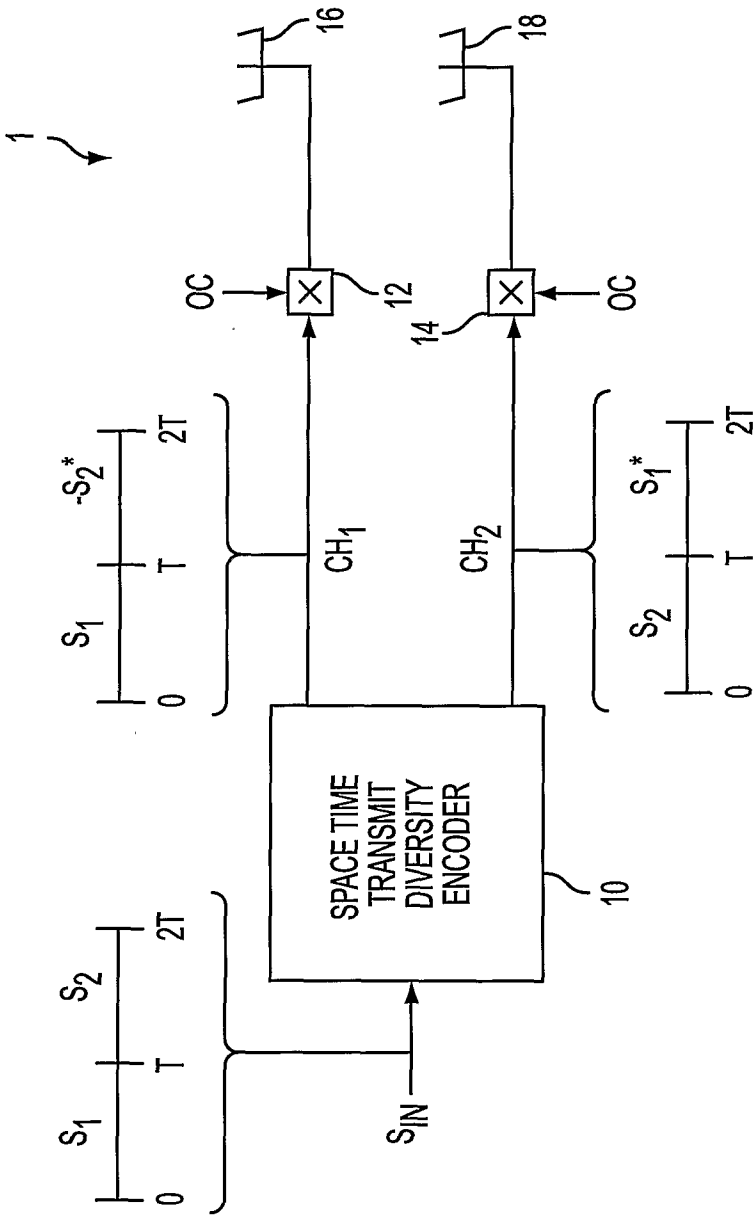 1
S1 S2
0 T 2T
SIN
SPACE TIME
TRANSMIT
DIVERSITY
ENCODER
10
S1 -S2*
0 T 2T
CH1
OC
12
16
CH2
14
OC
18
S2 S1*
0 T 2T